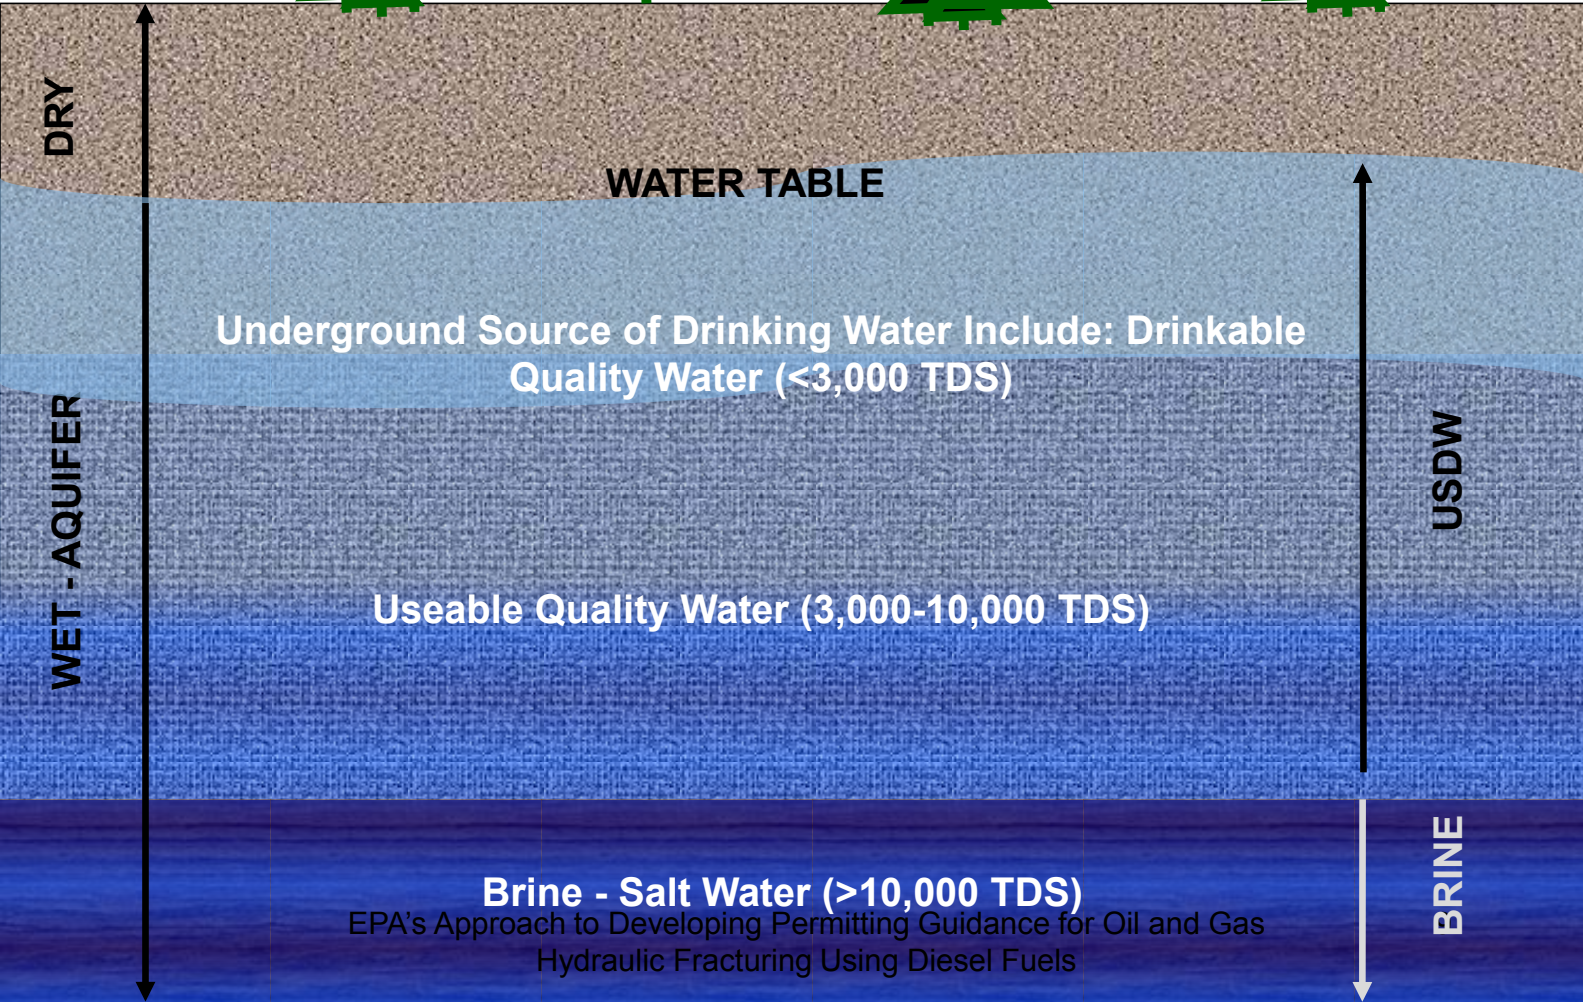 DRY
WATER TABLE
Underground Source of Drinking Water Include: Drinkable
Quality Water (<3,000 TDS)
WET - AQUIFER
USDW
Useable Quality Water (3,000-10,000 TDS)
Brine - Salt Water (>10,000 TDS)
BRINE
EPA’s Approach to Developing Permitting Guidance for Oil and Gas
Hydraulic Fracturing Using Diesel Fuels